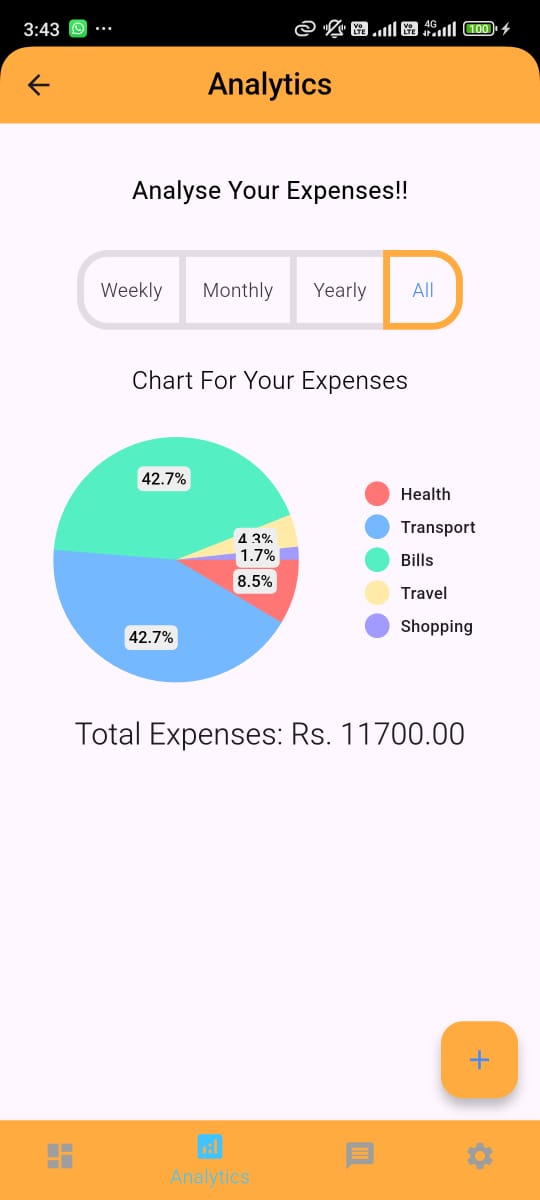 3:43
4G
100
Analytics
Analyse Your Expenses!!
Weekly Monthly Yearly All
Chart For Your Expenses
42.7%
4.3%
1.7%
8.5%
42.7%
Health
Transport
Bills
Travel
Shopping
Total Expenses: Rs. 11700.00
+
Analytics